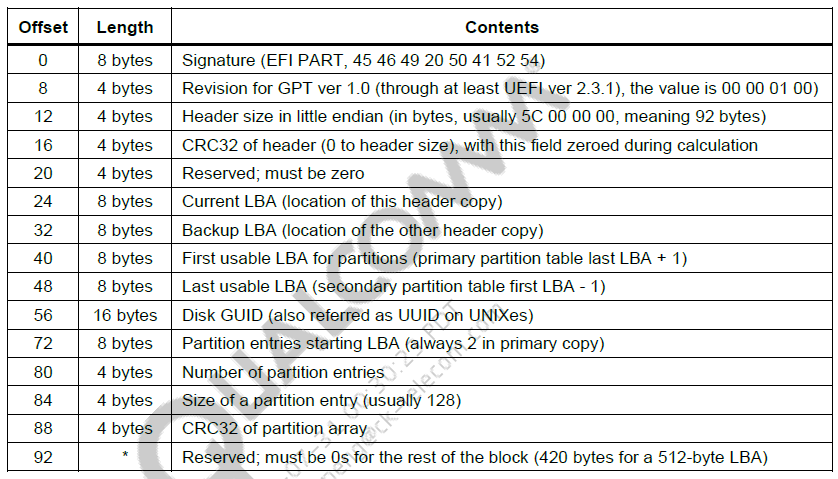 Offset Length Contents
0 8 bytes Signature (EFI PART, 45 46 49 20 50 41 52 54)
8 4 bytes Revision for GPT ver 1.0 (through at least UEFI ver 2.3.1), the value is 00 00 01 00)
12 4 bytes Header size in little endian (in bytes, usually 5C 00 00 00, meaning 92 bytes)
16 4 bytes CRC32 of header (0 to header size), with this field zeroed during calculation
20 4 bytes Reserved; must be zero
24 8 bytes Current LBA (location of this header copy)
32 8 bytes Backup LBA (location of the other header copy)
40 8 bytes First usable LBA for partitions (primary partition table last LBA + 1)
48 8 bytes Last usable LBA (secondary partition table first LBA - 1)
56 16 bytes Disk GUID (also referred as UUID on UNIXes)
72 8 bytes Partition entries starting LBA (always 2 in primary copy)
80 4 bytes Number of partition entries
84 4 bytes Size of a partition entry (usually 128)
88 4 bytes CRC32 of partition array
92 * Reserved; must be 0s for the rest of the block (420 bytes for a 512-byte LBA)
QUALCOMM®